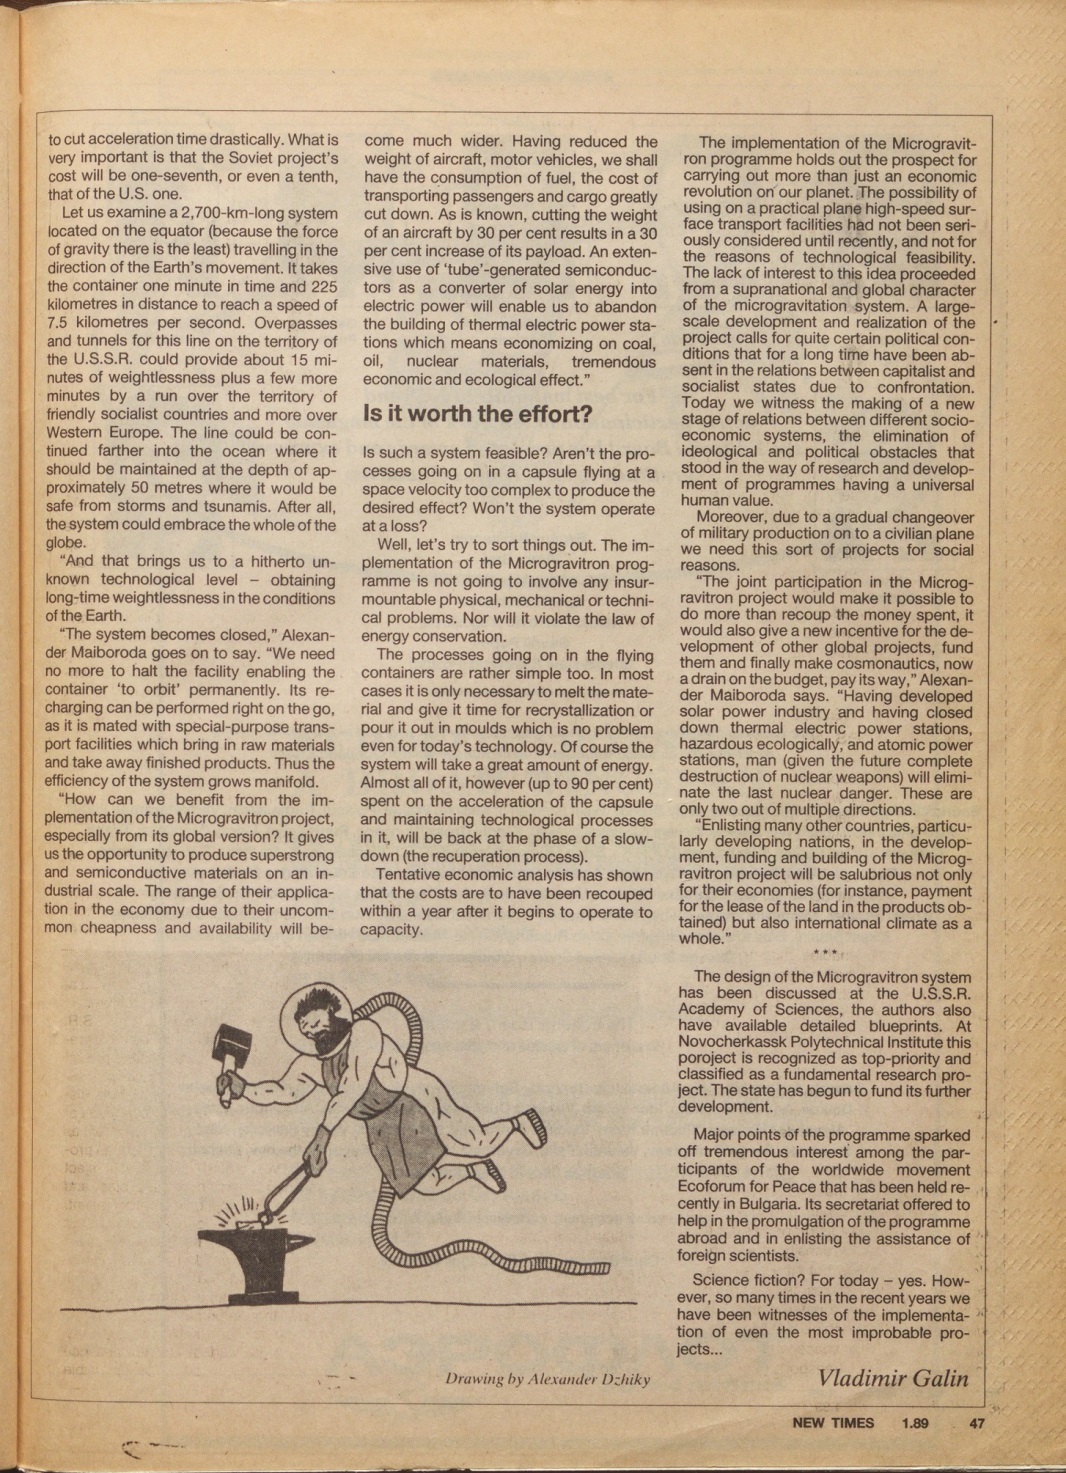 to cut acceleration time drastically. What is
very important is that the Soviet project's
cost will be one-seventh, or even a tenth,
that of the U.S. one.
Let us examine a 2,700-km-long system
located on the equator (because the force
of gravity there is the least) travelling in the
direction of the Earth's movement. It takes
the container one minute in time and 225
kilometres in distance to reach a speed of
7.5 kilometres per second. Overpasses
and tunnels for this line on the territory of
the U.S.S.R. could provide about 15 mi-
nutes of weightlessness plus a few more
minutes by a run over the territory of
friendly socialist countries and more over
Western Europe. The line could be con-
tinued farther into the ocean where it
should be maintained at the depth of ap-
proximately 50 metres where it would be
safe from storms and tsunamis. After all,
the system could embrace the whole of the
globe.
"And that brings us to a hitherto un-
known technological level – obtaining
long-time weightlessness in the conditions
of the Earth.
"The system becomes closed," Alexan-
der Maiboroda goes on to say. "We need
no more to halt the facility enabling the
container 'to orbit' permanently. Its re-
charging can be performed right on the go,
as it is mated with special-purpose trans-
port facilities which bring in raw materials
and take away finished products. Thus the
efficiency of the system grows manifold.
"How can we benefit from the im-
plementation of the Microgravitron project,
especially from its global version? It gives
us the opportunity to produce superstrong
and semiconductive materials on an in-
dustrial scale. The range of their applica-
tion in the economy due to their uncom-
mon cheapness and availability will be-
come much wider. Having reduced the
weight of aircraft, motor vehicles, we shall
have the consumption of fuel, the cost of
transporting passengers and cargo greatly
cut down. As is known, cutting the weight
of an aircraft by 30 per cent results in a 30
per cent increase of its payload. An exten-
sive use of 'tube'-generated semiconduc-
tors as a converter of solar energy into
electric power will enable us to abandon
the building of thermal electric power sta-
tions which means economizing on coal,
oil, nuclear materials, tremendous
economic and ecological effect."
Is it worth the effort?
Is such a system feasible? Aren't the pro-
cesses going on in a capsule flying at a
space velocity too complex to produce the
desired effect? Won't the system operate
at a loss?
Well, let's try to sort things out. The im-
plementation of the Microgravitron prog-
ramme is not going to involve any insur-
mountable physical, mechanical or techni-
cal problems. Nor will it violate the law of
energy conservation.
The processes going on in the flying
containers are rather simple too. In most
cases it is only necessary to melt the mate-
rial and give it time for recrystallization or
pour it out in moulds which is no problem
even for today's technology. Of course the
system will take a great amount of energy.
Almost all of it, however (up to 90 per cent)
spent on the acceleration of the capsule
and maintaining technological processes
in it, will be back at the phase of a slow-
down (the recuperation process).
Tentative economic analysis has shown
that the costs are to have been recouped
within a year after it begins to operate to
capacity.
The implementation of the Microgravit-
ron programme holds out the prospect for
carrying out more than just an economic
revolution on our planet. The possibility of
using on a practical plane high-speed sur-
face transport facilities had not been seri-
ously considered until recently, and not for
the reasons of technological feasibility.
The lack of interest to this idea proceeded
from a supranational and global character
of the microgravitation system. A large-
scale development and realization of the
project calls for quite certain political con-
ditions that for a long time have been ab-
sent in the relations between capitalist and
socialist states due to confrontation.
Today we witness the making of a new
stage of relations between different socio-
economic systems, the elimination of
ideological and political obstacles that
stood in the way of research and develop-
ment of programmes having a universal
human value.
Moreover, due to a gradual changeover
of military production on to a civilian plane
we need this sort of projects for social
reasons.
"The joint participation in the Microg-
ravitron project would make it possible to
do more than recoup the money spent, it
would also give a new incentive for the de-
velopment of other global projects, fund
them and finally make cosmonautics, now
a drain on the budget, pay its way," Alexan-
der Maiboroda says. "Having developed
solar power industry and having closed
down thermal electric power stations,
hazardous ecologically, and atomic power
stations, man (given the future complete
destruction of nuclear weapons) will elimi-
nate the last nuclear danger. These are
only two out of multiple directions.
"Enlisting many other countries, particu-
larly developing nations, in the develop-
ment, funding and building of the Microg-
ravitron project will be salubrious not only
for their economies (for instance, payment
for the lease of the land in the products ob-
tained) but also international climate as a
whole."
***
The design of the Microgravitron system
has been discussed at the U.S.S.R.
Academy of Sciences, the authors also
have available detailed blueprints. At
Novocherkassk Polytechnical Institute this
poroject is recognized as top-priority and
classified as a fundamental research pro-
ject. The state has begun to fund its further
development.
Major points of the programme sparked
off tremendous interest among the par-
ticipants of the worldwide movement
Ecoforum for Peace that has been held re-
cently in Bulgaria. Its secretariat offered to
help in the promulgation of the programme
abroad and in enlisting the assistance of
foreign scientists.
Science fiction? For today – yes. How-
ever, so many times in the recent years we
have been witnesses of the implementa-
tion of even the most improbable pro-
jects...
Drawing by Alexander Dzhiky
Vladimir Galin
NEW TIMES 1.89 47